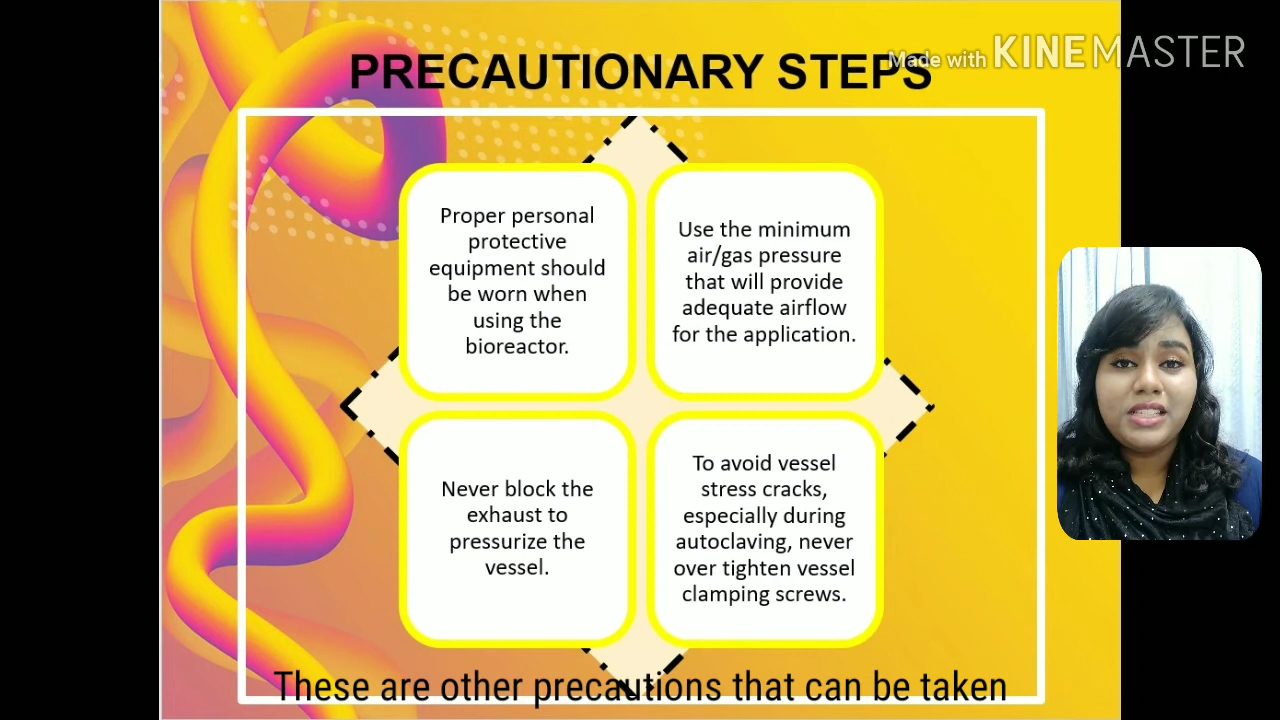 PRECAUTIONARY STEPS
Made with KINEMASTER
Proper personal
protective
equipment should
be worn when
using the
bioreactor.
Use the minimum
air/gas pressure
that will provide
adequate airflow
for the application.
Never block the
exhaust to
pressurize the
vessel.
To avoid vessel
stress cracks,
especially during
autoclaving, never
over tighten vessel
clamping screws.
These are other precautions that can be taken